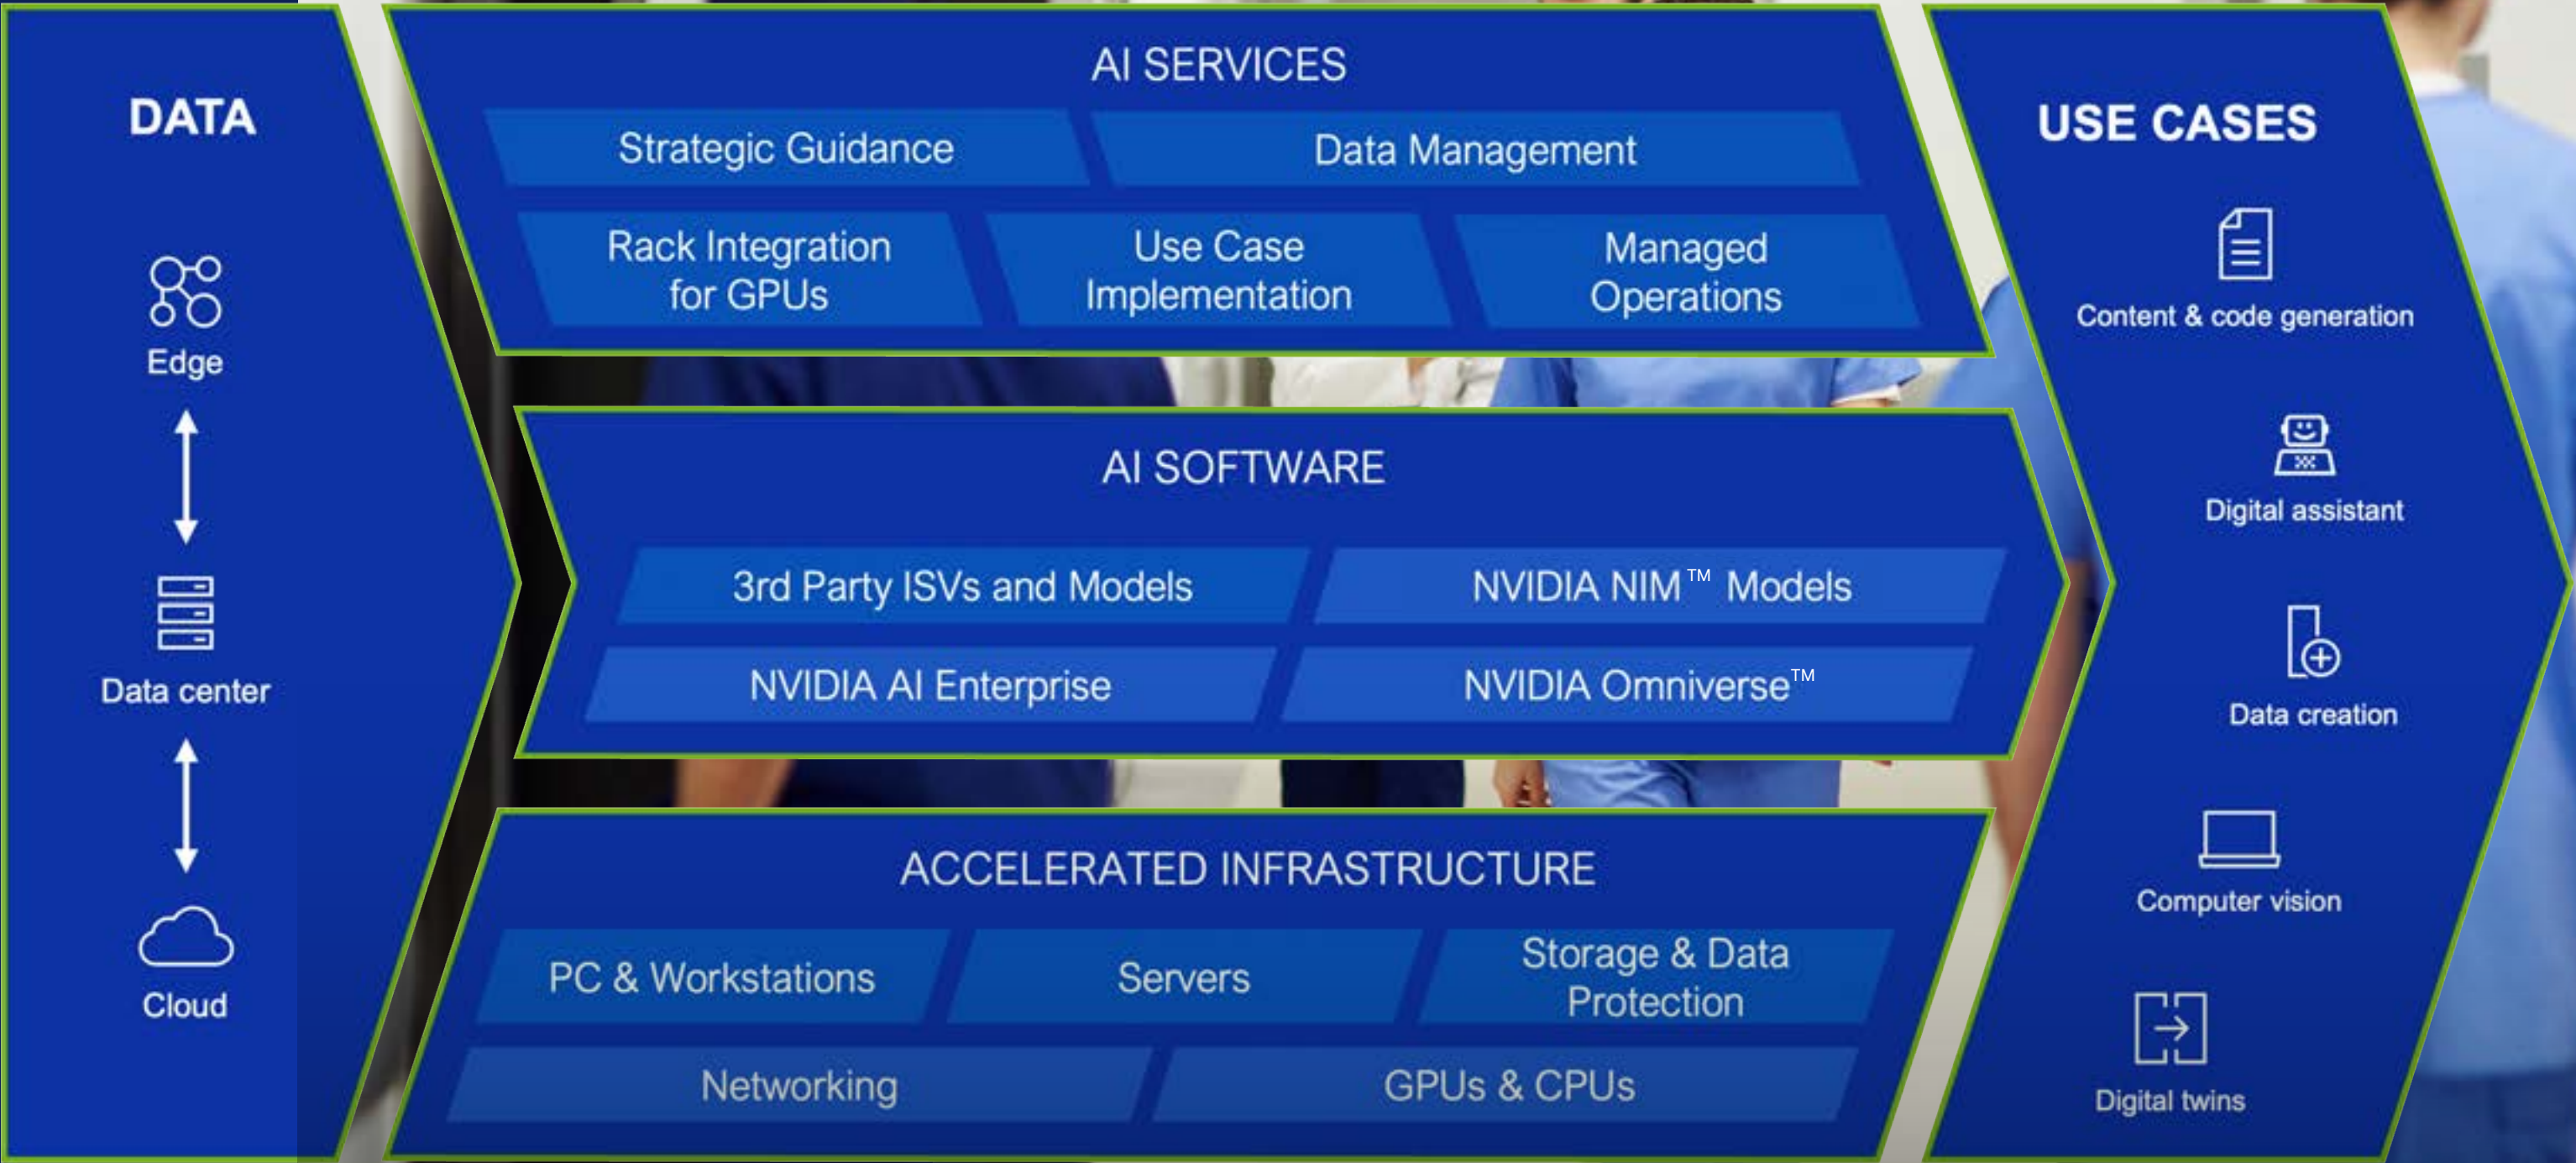 DATA
Edge
Data center
Cloud
AI SERVICES
Strategic Guidance
Data Management
Rack Integration
for GPUs
Use Case
Implementation
Managed
Operations
AI SOFTWARE
3rd Party ISVs and Models
NVIDIA NIM™ Models
NVIDIA AI Enterprise
NVIDIA Omniverse™
ACCELERATED INFRASTRUCTURE
PC & Workstations
Servers
Storage & Data
Protection
Networking
GPUs & CPUs
USE CASES
Content & code generation
Digital assistant
Data creation
Computer vision
Digital twins